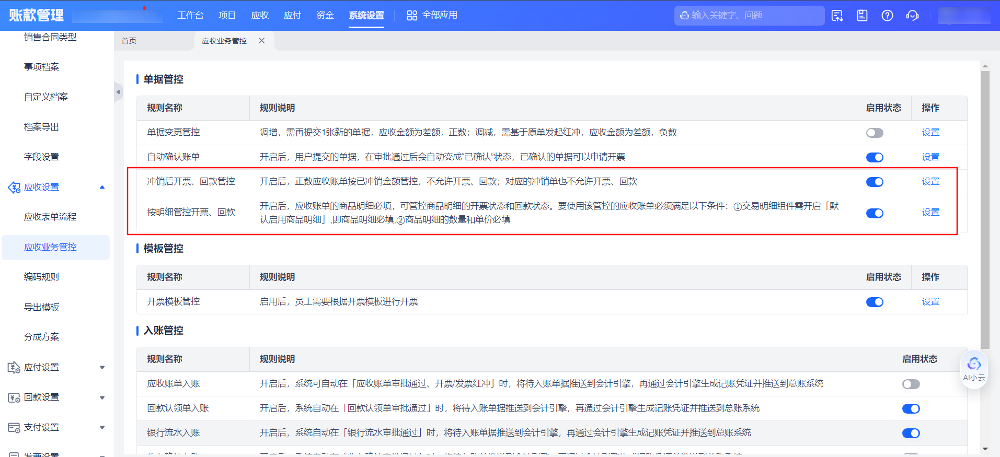 账款管理
工作台
项目
应收
应付
资金
系统设置
全部应用
输入关键字、问题
销售合同类型
事项档案
自定义档案
档案导出
字段设置
应收设置
应收表单流程
应收业务管控
编码规则
导出模板
分成方案
应付设置
回款设置
支付设置
发票设置
首页
应收业务管控
单据管控
规则名称
规则说明
启用状态
操作
单据变更管控
调增，需再提交1张新的单据，应收金额为差额，正数；调减，需基于原单发起红冲，应收金额为差额，负数
设置
自动确认账单
开启后，用户提交的单据，在审批通过后会自动变成“已确认”状态，已确认的单据可以申请开票
设置
冲销后开票、回款管控
开启后，正数应收账单按已冲销金额管控，不允许开票、回款；对应的冲销单也不允许开票、回款
设置
按明细管控开票、回款
开启后，应收账单的商品明细必填，可管控商品明细的开票状态和回款状态。要使用该管控的应收账单必须满足以下条件：①交易明细组件需开启「默
认启用商品明细」,即商品明细必填;②商品明细的数量和单价必填
设置
模板管控
规则名称
规则说明
启用状态
操作
开票模板管控
启用后，员工需要根据开票模板进行开票
设置
入账管控
规则名称
规则说明
启用状态
应收账单入账
开启后，系统可自动在「应收账单审批通过、开票/发票红冲」时，将待入账单据推送到会计引擎，再通过会计引擎生成记账凭证并推送到总账系统
回款认领单入账
开启后，系统自动在「回款认领单审批通过」时，将待入账单据推送到会计引擎，再通过会计引擎生成记账凭证并推送到总账系统
银行流水入账
开启后，系统自动在「银行流水审批通过」时，将待入账单据推送到会计引擎，再通过会计引擎生成记账凭证并推送到总账系统
AI小云